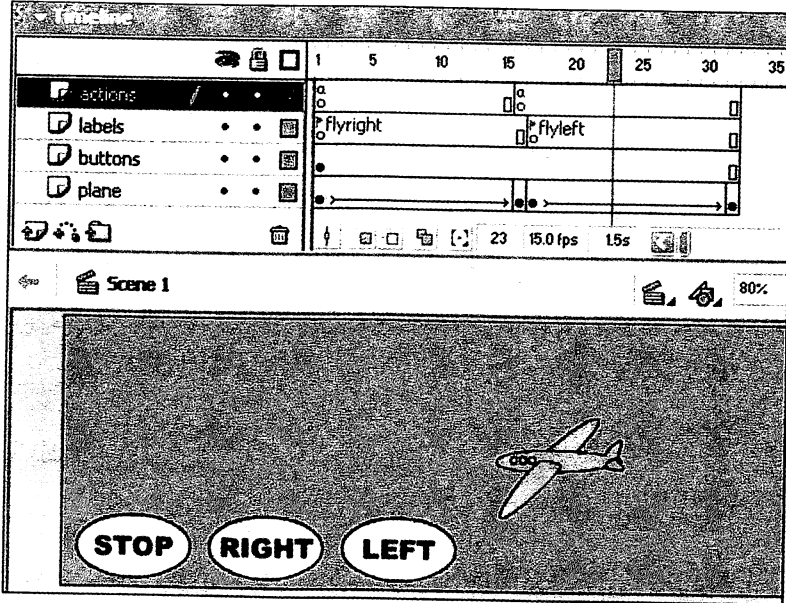 Timeline
1 5 10 15 20 25 30 35
actions
labels
flyright
flyleft
buttons
plane
23 15.0 fps 1.5s
Scene 1
80%
STOP RIGHT LEFT